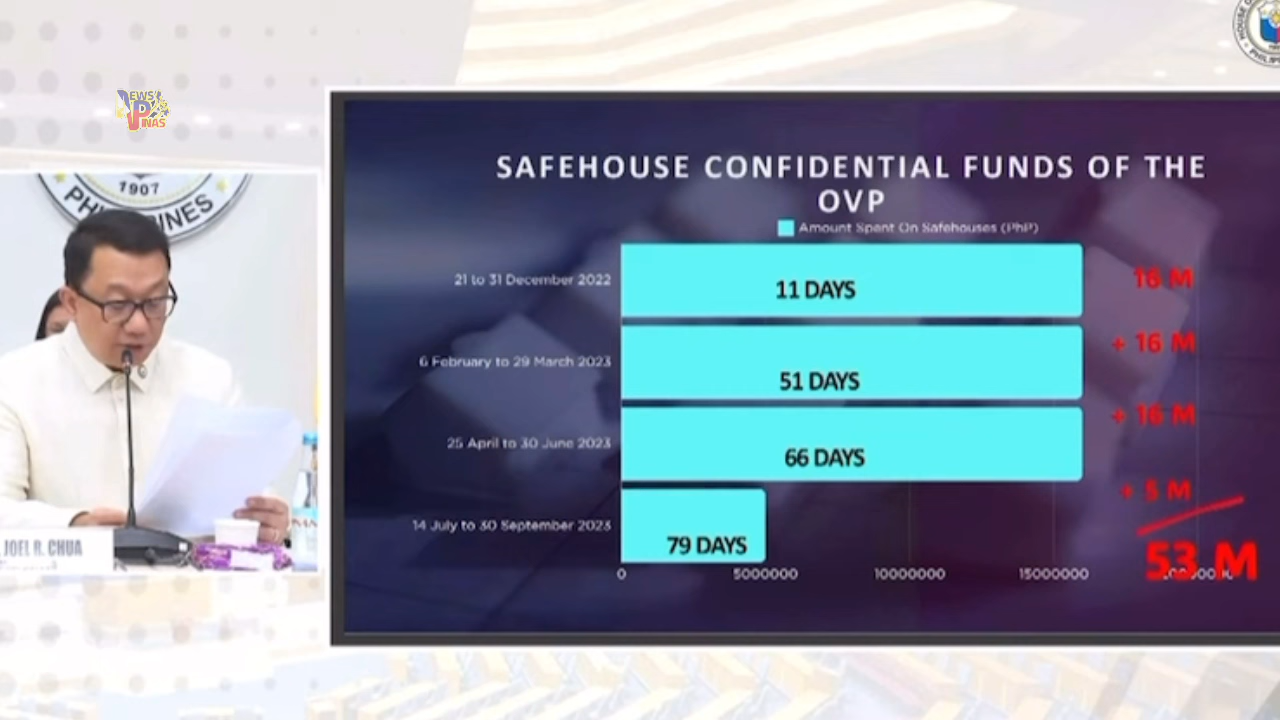 NEWS
P
PINAS
1907
PHILIPPINES
JOEL R. CHUA
SAFEHOUSE CONFIDENTIAL FUNDS OF THE
OVP
Amount Spent On Safehouses (PhP)
21 to 31 December 2022
11 DAYS
16 M
6 February to 29 March 2023
51 DAYS
+ 16 M
25 April to 30 June 2023
66 DAYS
+ 16 M
14 July to 30 September 2023
79 DAYS
+ 5 M
53 M
0
5000000
10000000
15000000